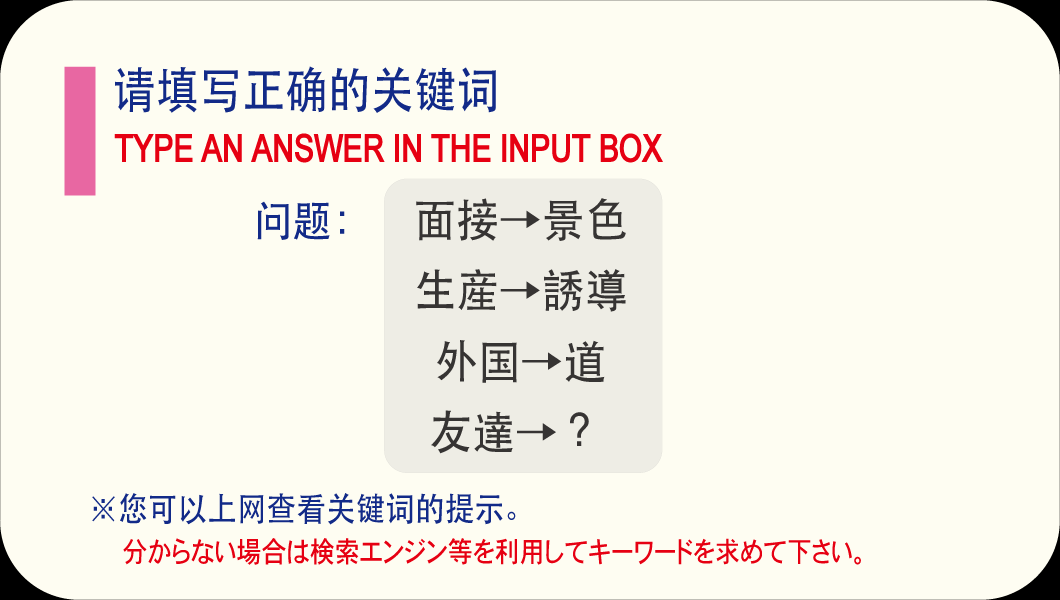 请填写正确的关键词
TYPE AN ANSWER IN THE INPUT BOX
问题： 面接→景色
生産→誘導
外国→道
友達→？
※您可以上网查看关键词的提示。
分からない場合は検索エンジン等を利用してキーワードを求めて下さい。